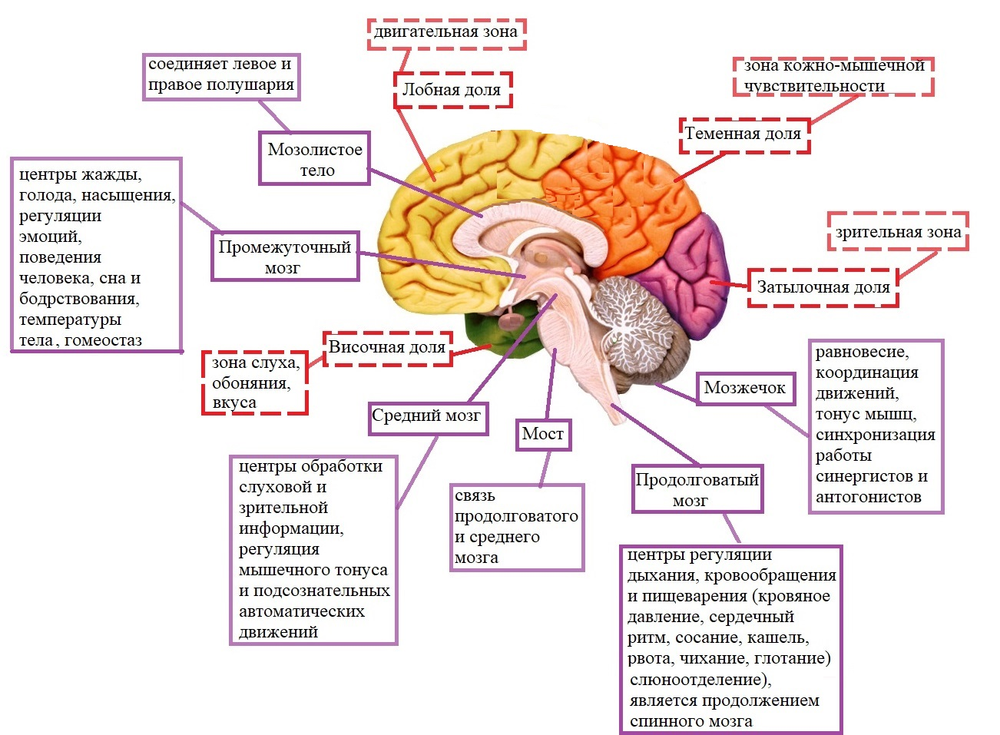 двигательная зона
Лобная доля
соединяет левое и
правое полушария
Мозолистое
тело
зона кожно-мышечной
чувствительности
Теменная доля
центры жажды,
голода, насыщения,
регуляции
эмоций,
поведения
человека, сна и
бодрствования,
температуры
тела, гомеостаз
Промежуточный
мозг
зрительная зона
Затылочная доля
Височная доля
зона слуха,
обоняния,
вкуса
Средний мозг
центры обработки
слуховой и
зрительной
информации,
регуляция
мышечного тонуса
и подсознательных
автоматических
движений
Мост
связь
продолговатого
и среднего
мозга
Мозжечок
равновесие,
координация
движений,
тонус мышц,
синхронизация
работы
синергистов и
антогонистов
Продолговатый
мозг
центры регуляции
дыхания, кровообращения
и пищеварения (кровяное
давление, сердечный
ритм, сосание, кашель,
рвота, чихание, глотание)
слюноотделение),
является продолжением
спинного мозга